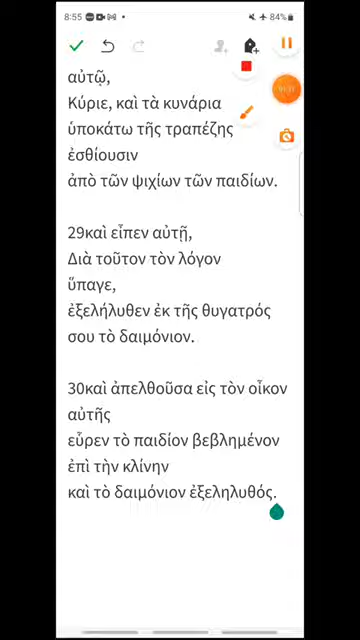 8:55
84%
αὐτῷ,
Κύριε, καὶ τὰ κυνάρια
ὑποκάτω τῆς τραπέζης
ἐσθίουσιν
ἀπὸ τῶν ψιχίων τῶν παιδίων.
29καὶ εἶπεν αὐτῇ,
Διὰ τοῦτον τὸν λόγον
ὕπαγε,
ἐξελήλυθεν ἐκ τῆς θυγατρός
σου τὸ δαιμόνιον.
30καὶ ἀπελθοῦσα εἰς τὸν οἶκον
αὐτῆς
εὗρεν τὸ παιδίον βεβλημένον
ἐπὶ τὴν κλίνην
καὶ τὸ δαιμόνιον ἐξεληλυθός.